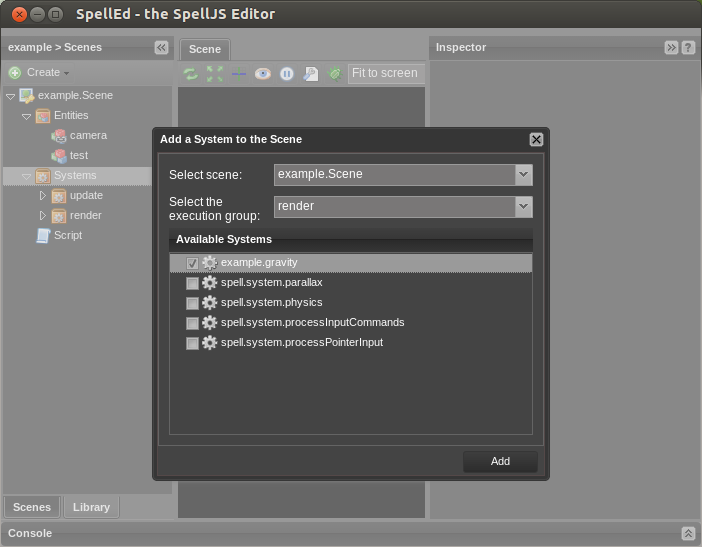 SpellEd - the SpellJS Editor
example > Scenes
Scene
Inspector
Create
Fit to screen
example.Scene
Entities
camera
test
Systems
update
render
Script
Add a System to the Scene
Select scene:
example.Scene
Select the
execution group:
render
Available Systems
example.gravity
spell.system.parallax
spell.system.physics
spell.system.processInputCommands
spell.system.processPointerInput
Add
Scenes
Library
Console